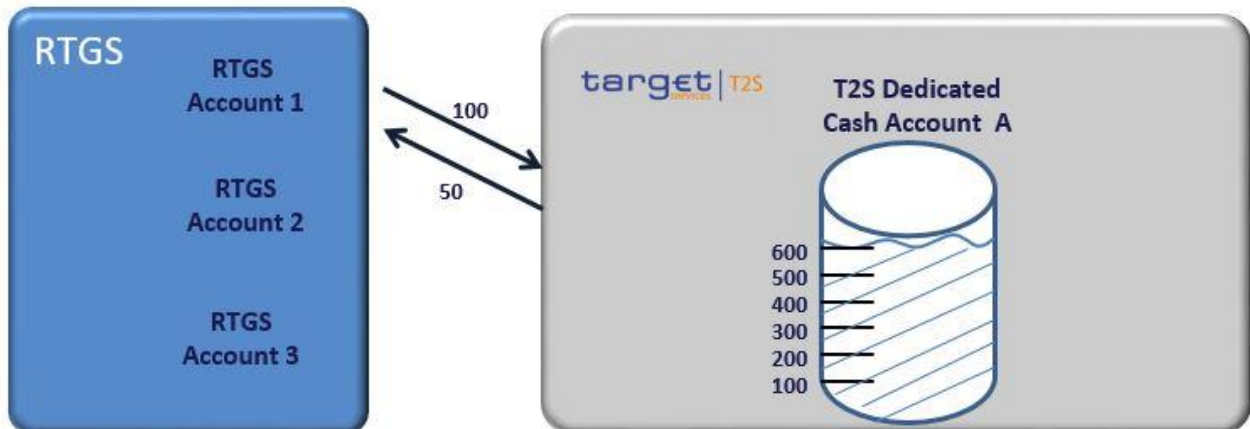 RTGS
RTGS
Account 1
RTGS
Account 2
RTGS
Account 3
100
50
target | T2S
services
T2S Dedicated
Cash Account A
600
500
400
300
200
100